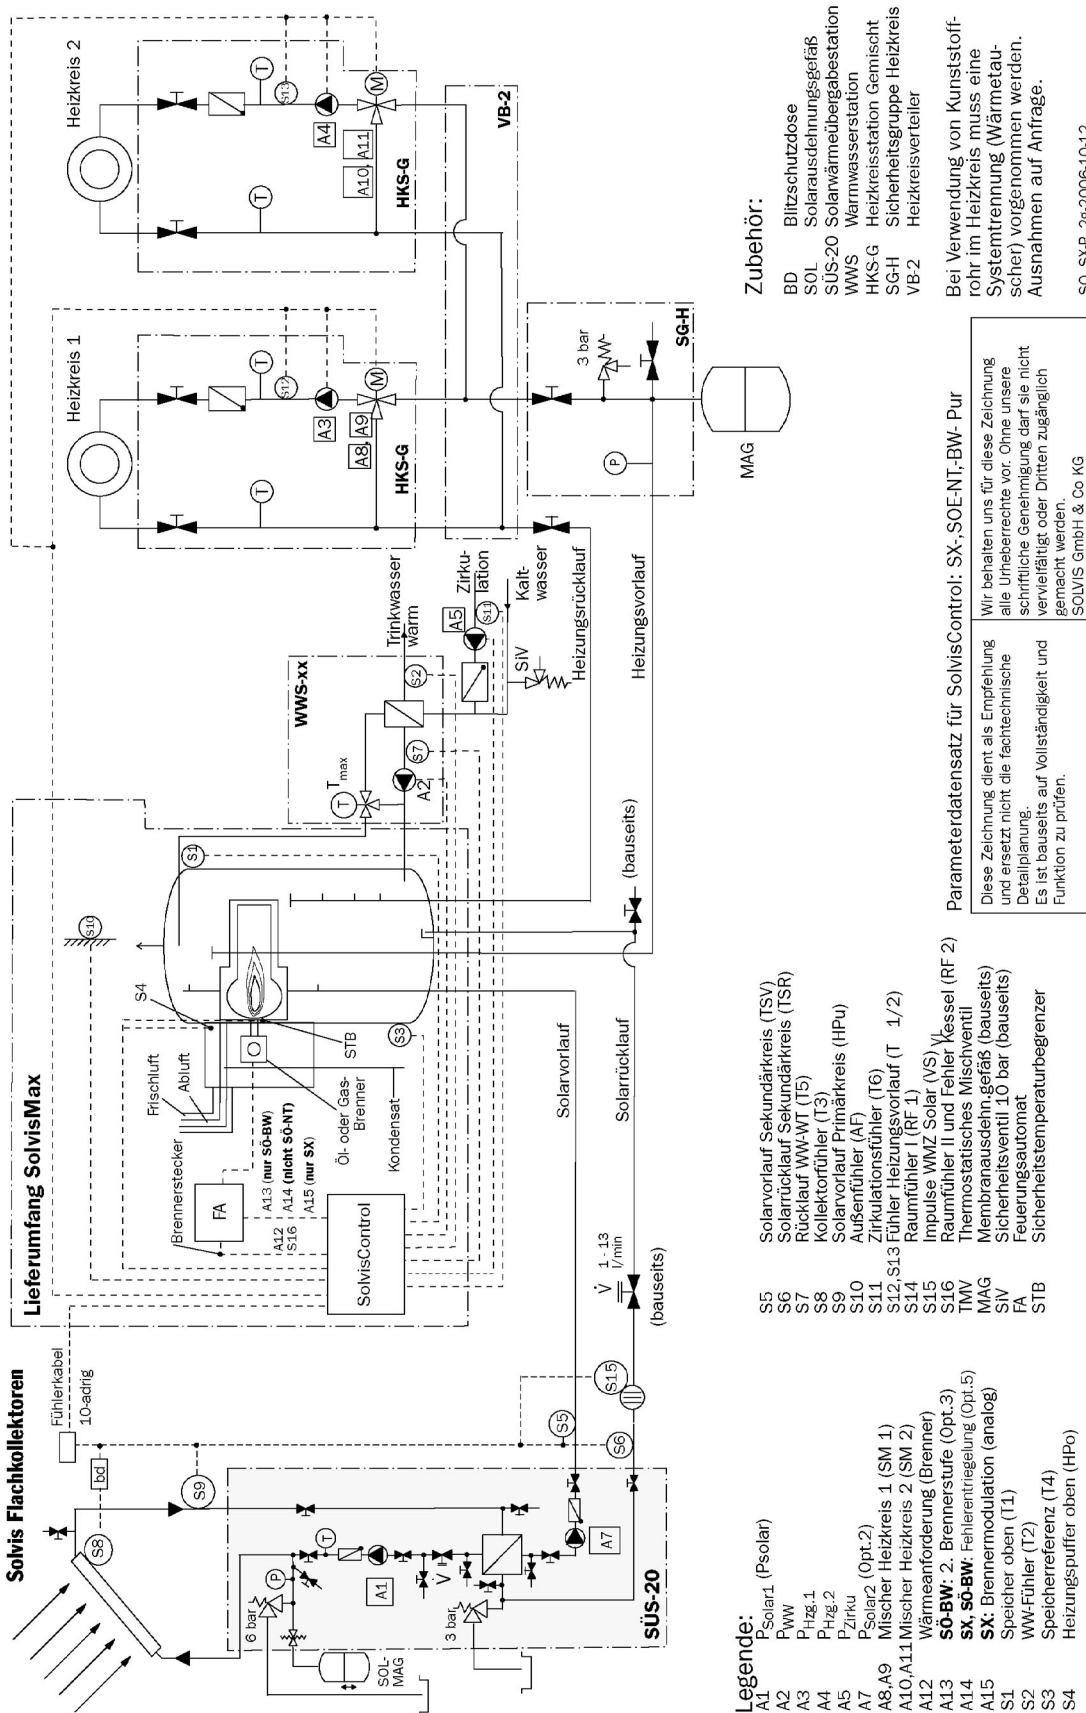 Solvis Flachkollektoren
Fühlerkabel
10-adrig
bd
S8
S9
S5
S6
S15
6 bar
3 bar
SOL-
MAG
P
T
A1
V̇
A7
SÜS-20
Lieferumfang SolvisMax
Brennerstecker
Frischluft
Abluft
S4
S10
FA
A13 (nur SÖ-BW)
A14 (nicht SÖ-NT)
A15 (nur SX)
A12
S16
SolvisControl
Öl- oder Gas-
Brenner
Kondensat
STB
S3
S1
V̇ 1 - 13
l/min
(bauseits)
Solarvorlauf
Solarrücklauf
(bauseits)
WWS-xx
T
Tmax
A2
S7
S2
Trinkwasser
warm
A5
Zirku-
lation
S11
Kalt-
wasser
SiV
Heizungsrücklauf
Heizungsvorlauf
Heizkreis 1
T
T
S12
A3
M
A8, A9
HKS-G
Heizkreis 2
T
T
S13
A4
M
A10, A11
HKS-G
VB-2
P
3 bar
SG-H
MAG
Legende:
A1 PSolar1 (Psolar)
A2 PWW
A3 PHzg.1
A4 PHzg.2
A5 PZirku
A7 PSolar2 (Opt.2)
A8,A9 Mischer Heizkreis 1 (SM 1)
A10,A11 Mischer Heizkreis 2 (SM 2)
A12 Wärmeanforderung (Brenner)
A13 SÖ-BW: 2. Brennerstufe (Opt.3)
A14 SX, SÖ-BW: Fehlerentriegelung (Opt.5)
A15 SX: Brennermodulation (analog)
S1 Speicher oben (T1)
S2 WW-Fühler (T2)
S3 Speicherreferenz (T4)
S4 Heizungspuffer oben (HPo)
S5 Solarvorlauf Sekundärkreis (TSV)
S6 Solarrücklauf Sekundärkreis (TSR)
S7 Rücklauf WW-WT (T5)
S8 Kollektorfühler (T3)
S9 Solarvorlauf Primärkreis (HPu)
S10 Außenfühler (AF)
S11 Zirkulationsfühler (T6)
S12,S13 Fühler Heizungsvorlauf (T 1/2)
S14 Raumfühler I (RF 1)
S15 Impulse WMZ Solar (VS) VL
S16 Raumfühler II und Fehler Kessel (RF 2)
TMV Thermostatisches Mischventil
MAG Membranausdehn.gefäß (bauseits)
SiV Sicherheitsventil 10 bar (bauseits)
FA Feuerungsautomat
STB Sicherheitstemperaturbegrenzer
Parameterdatensatz für SolvisControl: SX-,SOE-NT,-BW- Pur
Diese Zeichnung dient als Empfehlung
und ersetzt nicht die fachtechnische
Detailplanung.
Es ist bauseits auf Vollständigkeit und
Funktion zu prüfen.
Wir behalten uns für diese Zeichnung
alle Urheberrechte vor. Ohne unsere
schriftliche Genehmigung darf sie nicht
vervielfältigt oder Dritten zugänglich
gemacht werden.
SOLVIS GmbH & Co KG
Zubehör:
BD Blitzschutzdose
SOL Solarausdehnungsgefäß
SÜS-20 Solarwärmeübergabestation
WWS Warmwasserstation
HKS-G Heizkreisstation Gemischt
SG-H Sicherheitsgruppe Heizkreis
VB-2 Heizkreisverteiler
Bei Verwendung von Kunststoff-
rohr im Heizkreis muss eine
Systemtrennung (Wärmetau-
scher) vorgenommen werden.
Ausnahmen auf Anfrage.